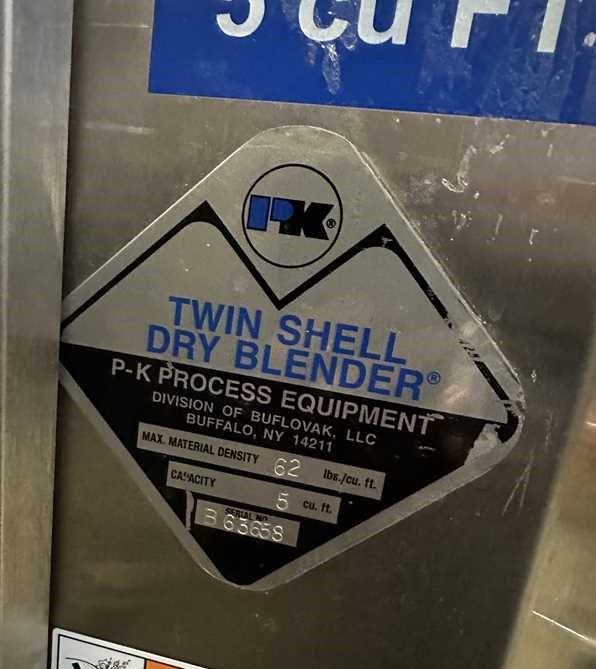 5 cu FT.
PK®
TWIN SHELL
DRY BLENDER®
P-K PROCESS EQUIPMENT
DIVISION OF BUFLOVAK, LLC
BUFFALO, NY 14211
MAX. MATERIAL DENSITY 62 lbs./cu. ft.
CAPACITY 5 cu. ft.
SERIAL NO.
B63658